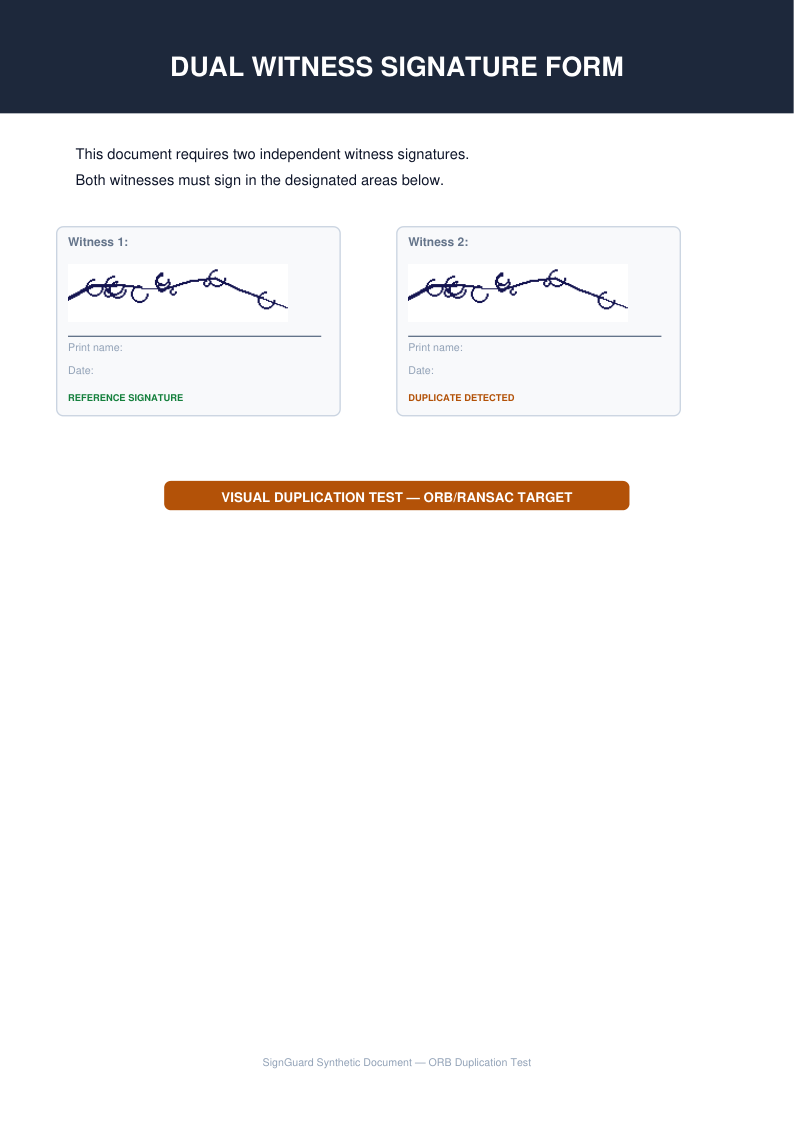 DUAL WITNESS SIGNATURE FORM
This document requires two independent witness signatures.
Both witnesses must sign in the designated areas below.
Witness 1:
Print name:
Date:
REFERENCE SIGNATURE
Witness 2:
Print name:
Date:
DUPLICATE DETECTED
VISUAL DUPLICATION TEST — ORB/RANSAC TARGET
SignGuard Synthetic Document — ORB Duplication Test